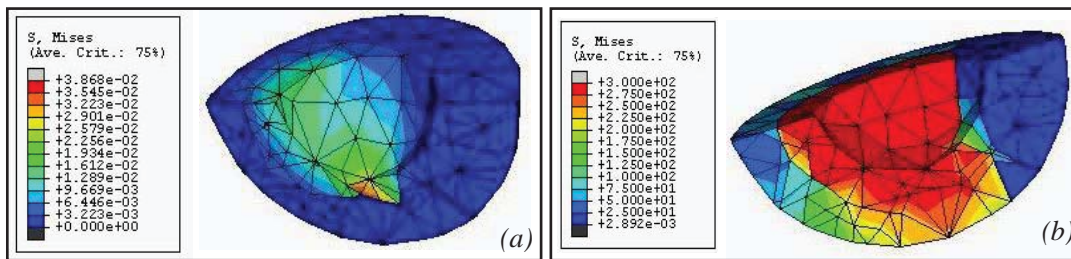 S, Mises
(Ave. Crit.: 75%)
+3.868e-02
+3.545e-02
+3.223e-02
+2.901e-02
+2.579e-02
+2.256e-02
+1.934e-02
+1.612e-02
+1.289e-02
+9.669e-03
+6.446e-03
+3.223e-03
+0.000e+00
(a)
S, Mises
(Ave. Crit.: 75%)
+3.000e+02
+2.750e+02
+2.500e+02
+2.250e+02
+2.000e+02
+1.750e+02
+1.500e+02
+1.250e+02
+1.000e+02
+7.500e+01
+5.000e+01
+2.500e+01
+2.892e-03
(b)